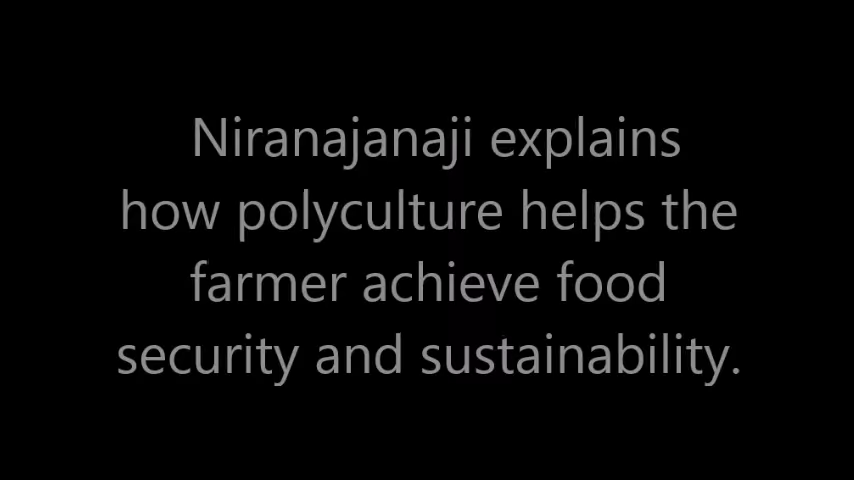 Niranajanaji explains
how polyculture helps the
farmer achieve food
security and sustainability.